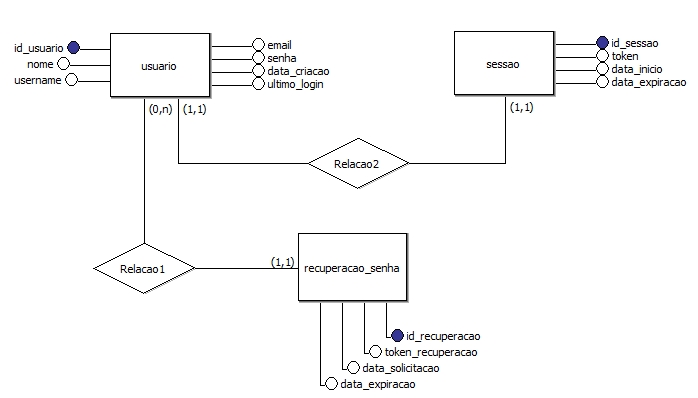 id_usuario
nome
username
usuario
email
senha
data_criacao
ultimo_login
sessao
id_sessao
token
data_inicio
data_expiracao
(0,n)
(1,1)
(1,1)
Relacao2
Relacao1
(1,1)
recuperacao_senha
id_recuperacao
token_recuperacao
data_solicitacao
data_expiracao